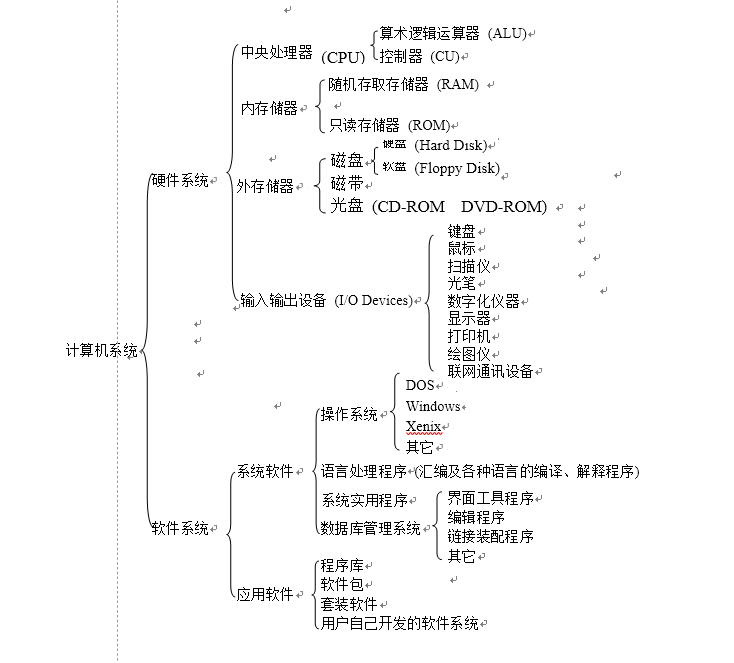 中央处理器 (CPU)
算术逻辑运算器 (ALU)
控制器 (CU)
内存储器
随机存取存储器 (RAM)
只读存储器 (ROM)
硬件系统
外存储器
磁盘
硬盘 (Hard Disk)
软盘 (Floppy Disk)
磁带
光盘 (CD-ROM DVD-ROM)
输入输出设备 (I/O Devices)
键盘
鼠标
扫描仪
光笔
数字化仪器
显示器
打印机
绘图仪
联网通讯设备
计算机系统
操作系统
DOS
Windows
Xenix
其它
系统软件
语言处理程序 (汇编及各种语言的编译、解释程序)
系统实用程序
数据库管理系统
界面工具程序
编辑程序
链接装配程序
其它
软件系统
应用软件
程序库
软件包
套装软件
用户自己开发的软件系统